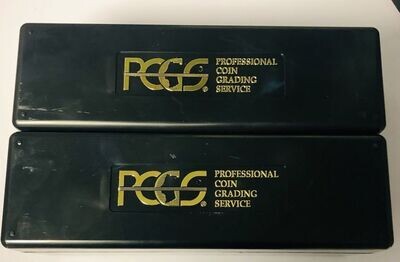 PCGS® PROFESSIONAL
COIN
GRADING
SERVICE
PCGS® PROFESSIONAL
COIN
GRADING
SERVICE